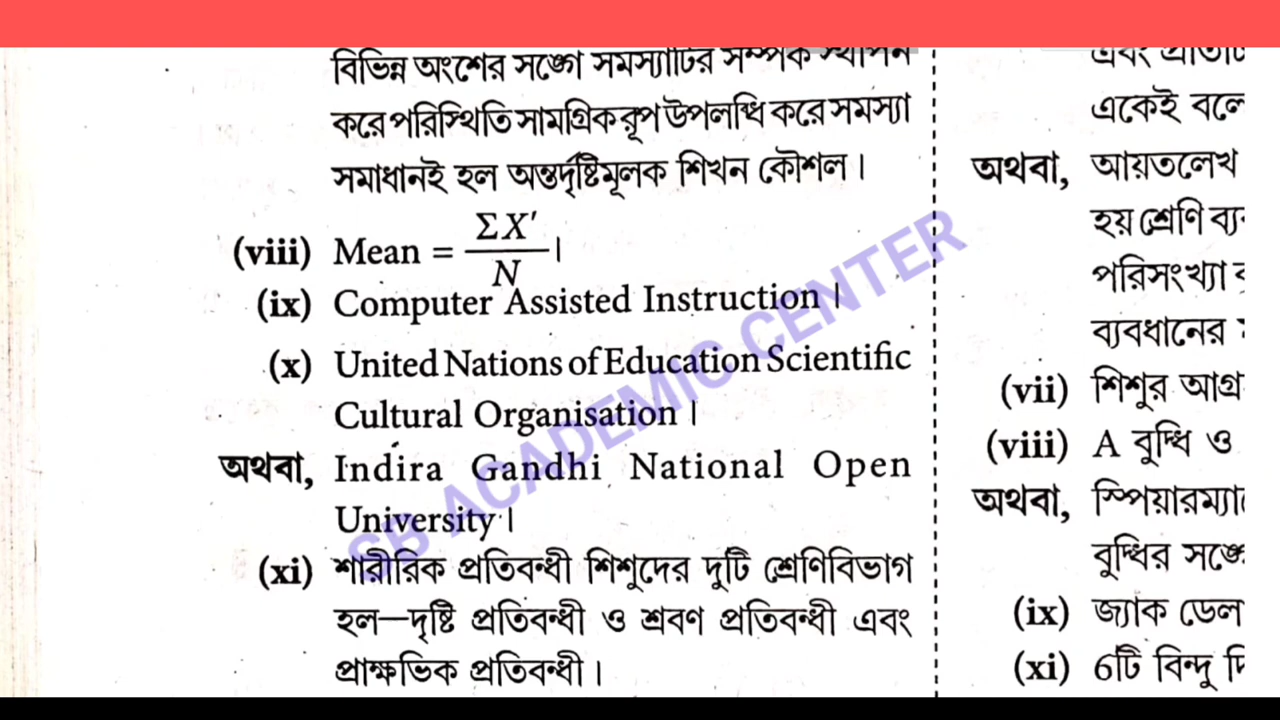 বিভিন্ন অংশের সঙ্গে সমস্যাটির সম্পর্ক স্থাপন
করে পরিস্থিতি সামগ্রিক রূপ উপলব্ধি করে সমস্যা
সমাধানই হল অন্তর্দৃষ্টিমূলক শিখন কৌশল।
(viii) Mean = ΣX′/N।
(ix) Computer Assisted Instruction।
(x) United Nations of Education Scientific
Cultural Organisation।
অথবা, Indira Gandhi National Open
University।
(xi) শারীরিক প্রতিবন্ধী শিশুদের দুটি শ্রেণিবিভাগ
হল—দৃষ্টি প্রতিবন্ধী ও শ্রবণ প্রতিবন্ধী এবং
প্রাক্ষভিক প্রতিবন্ধী।
এবং
একেই বলে
অথবা, আয়তলেখ
হয় শ্রেণি
পরিসংখ্যা
ব্যবধানের
(vii) শিশুর
(viii) A বুদ্ধি ও
অথবা,
বুদ্ধির
(ix) জ্যাক ডেল
(xi) 6টি বিন্দু
SB ACADEMIC CENTER